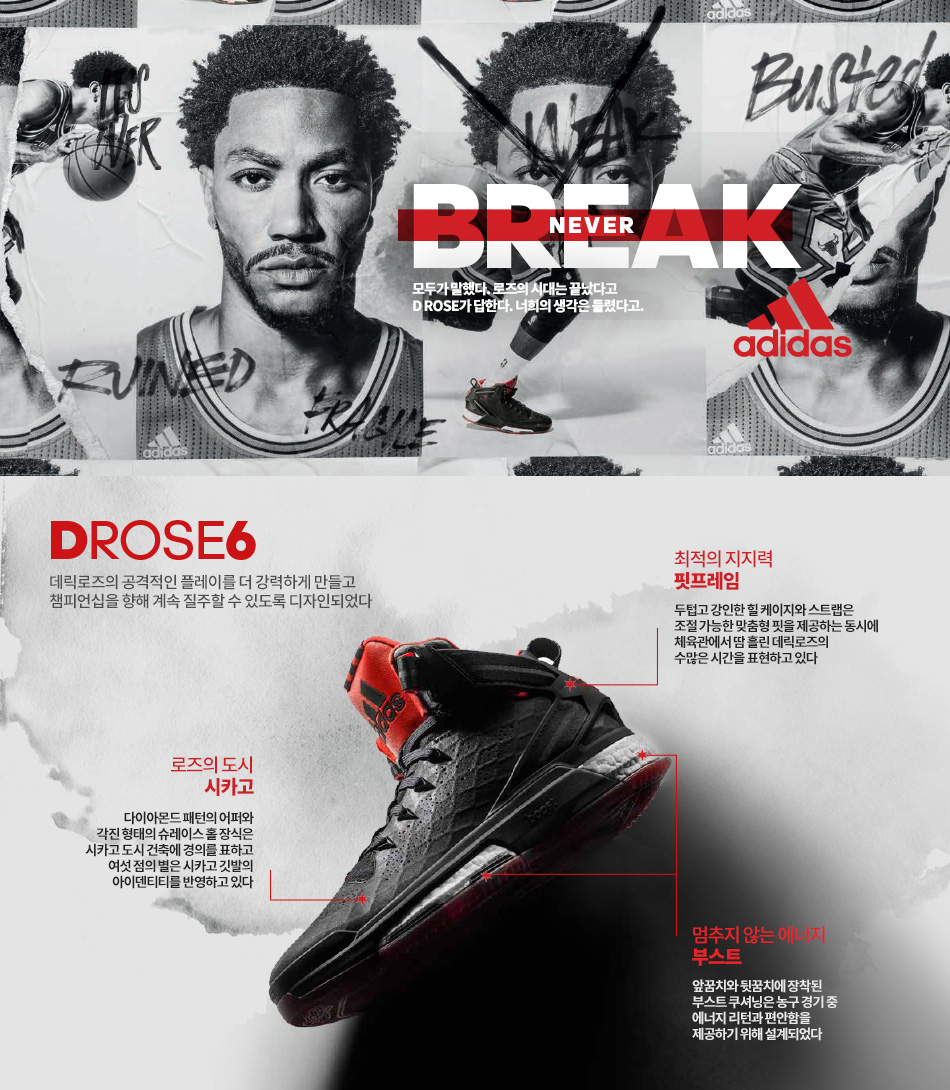 adidas
IT'S
OVER
WEAK
Busted
BREAK
NEVER
모두가 말했다. 로즈의 시대는 끝났다고
D ROSE가 답한다. 너희의 생각은 틀렸다고.
adidas
RUINED
FRAGILE
adidas
adidas
DROSE6
데릭로즈의 공격적인 플레이를 더 강력하게 만들고
챔피언십을 향해 계속 질주할 수 있도록 디자인되었다
최적의 지지력
핏프레임
두텁고 강인한 힐 케이지와 스트랩은
조절 가능한 맞춤형 핏을 제공하는 동시에
체육관에서 땀 흘린 데릭로즈의
수많은 시간을 표현하고 있다
adidas
boost
로즈의 도시
시카고
다이아몬드 패턴의 어퍼와
각진 형태의 슈레이스 홀 장식은
시카고 도시 건축에 경의를 표하고
여섯 점의 별은 시카고 깃발의
아이덴티티를 반영하고 있다
멈추지 않는 에너지
부스트
앞꿈치와 뒷꿈치에 장착된
부스트 쿠셔닝은 농구 경기 중
에너지 리턴과 편안함을
제공하기 위해 설계되었다